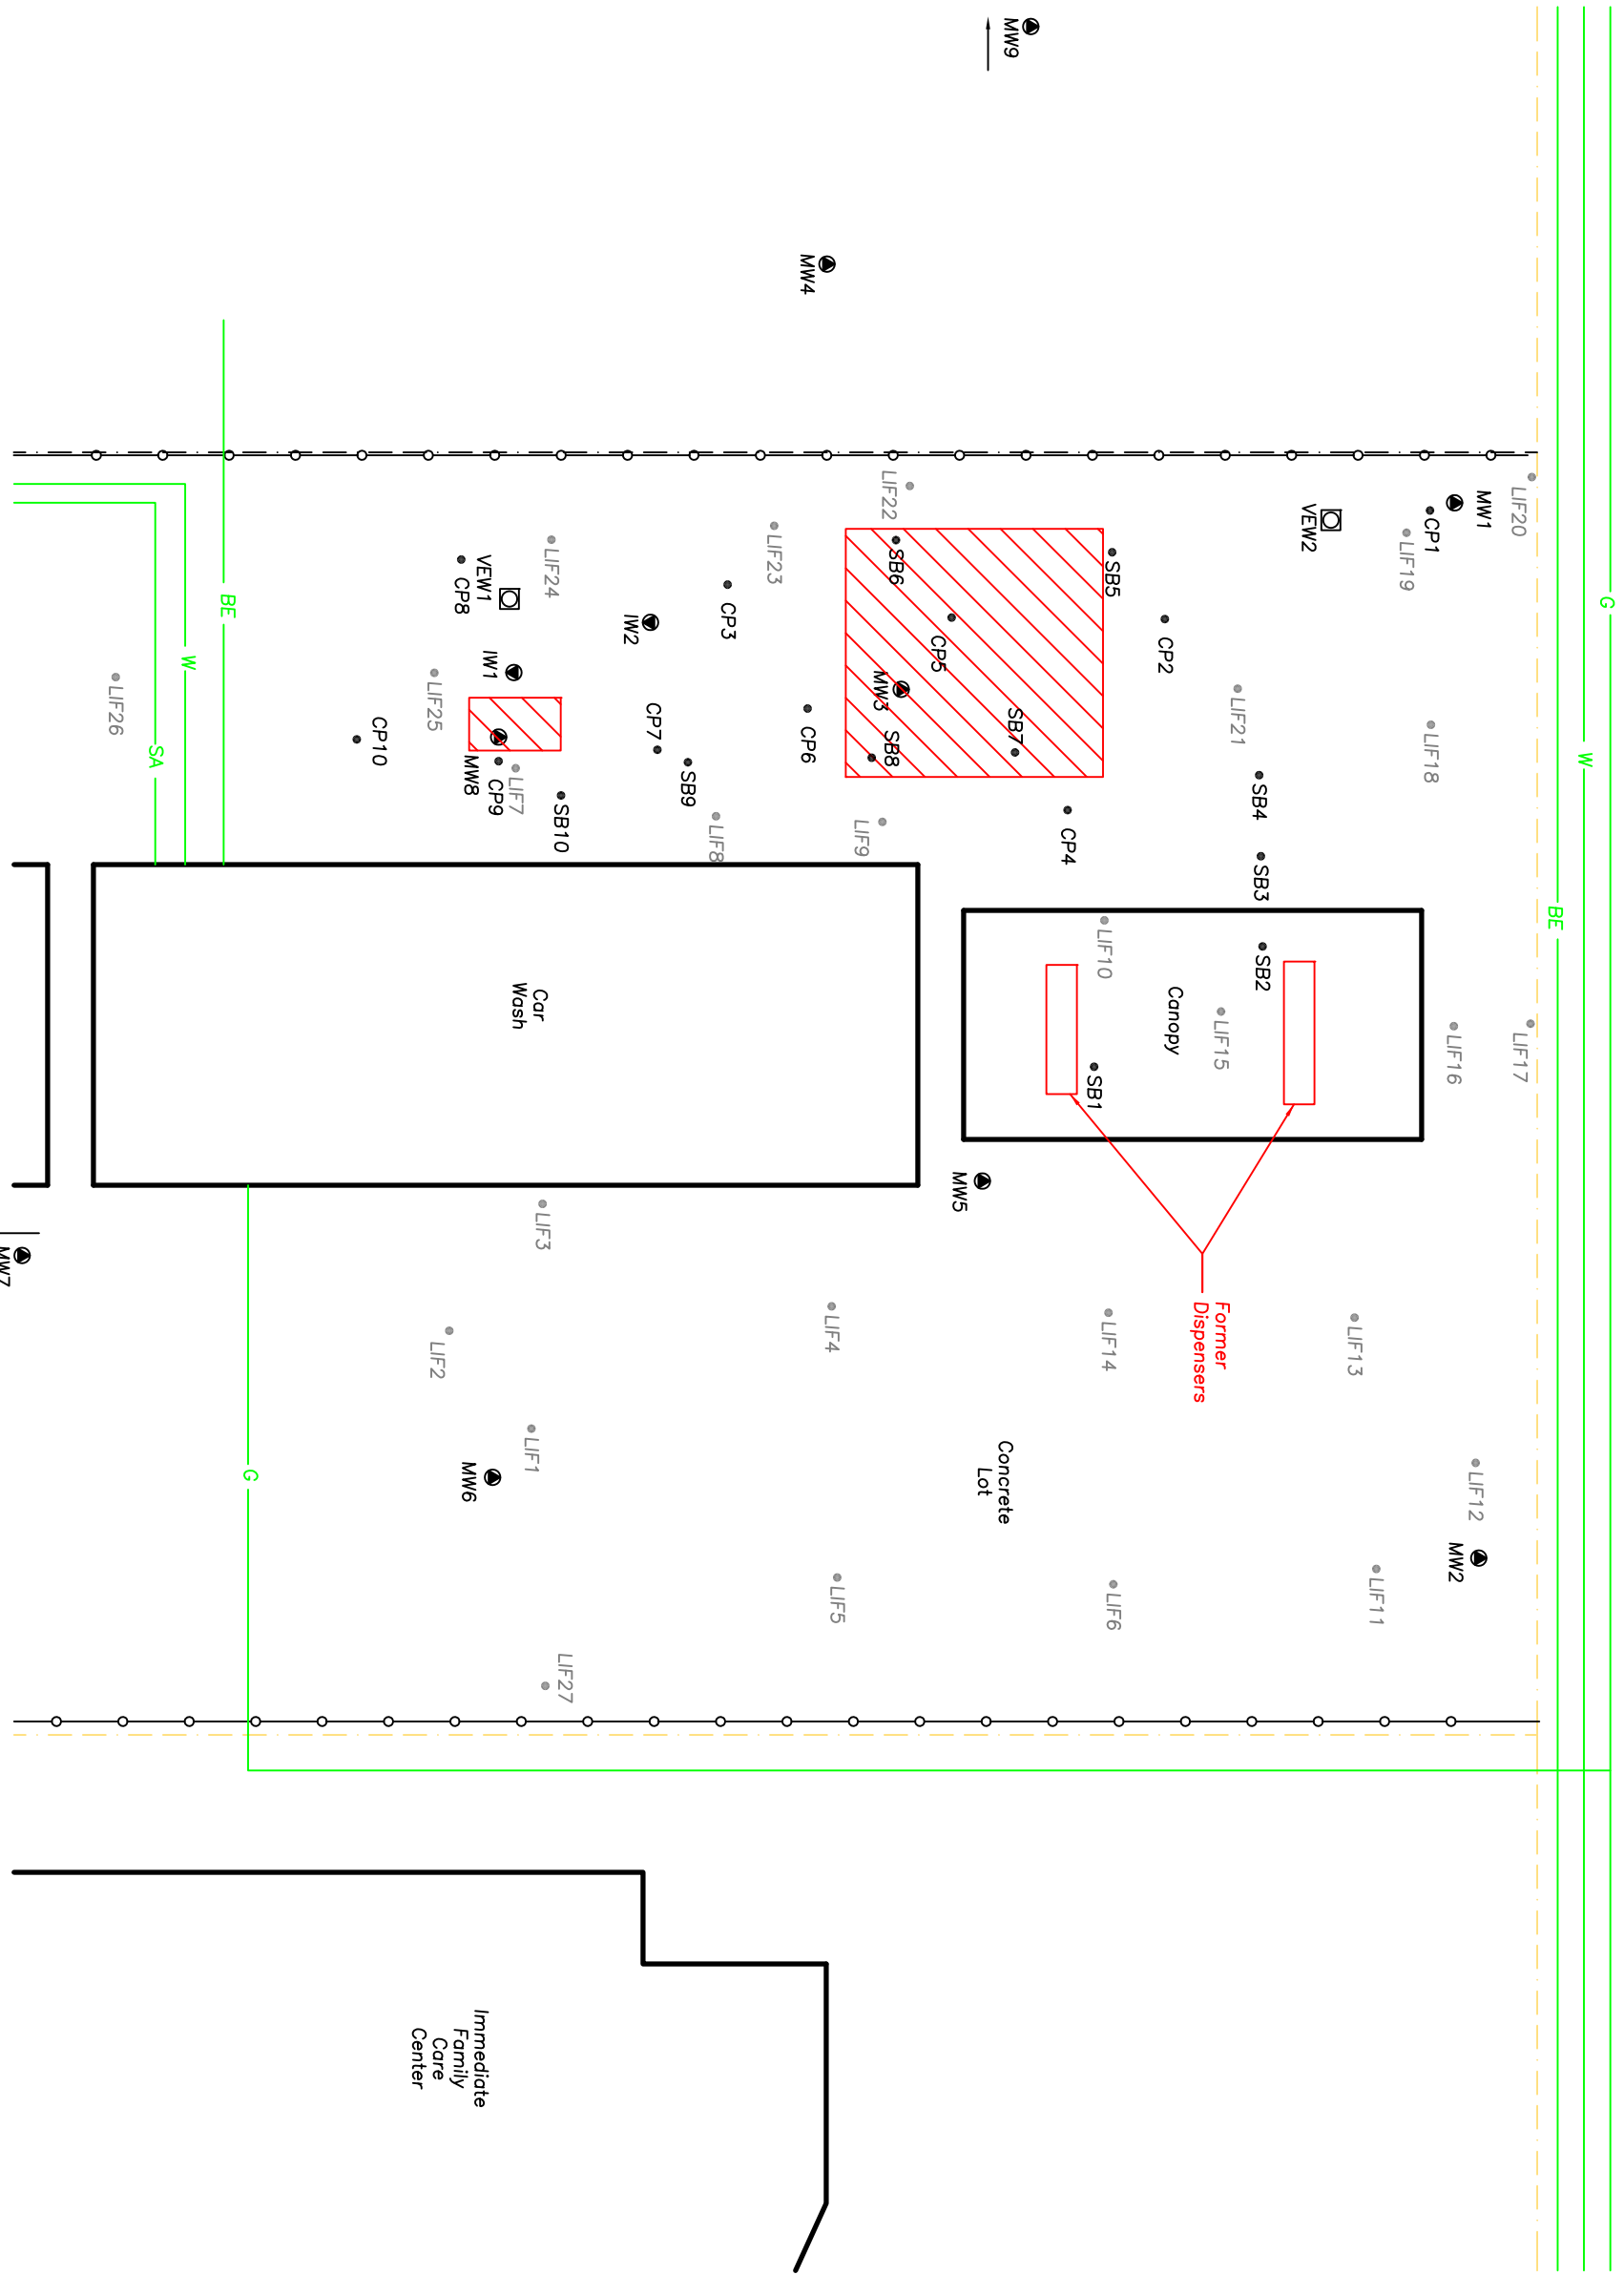 MW9
MW4
G
W
BE
LIF20
MW1
CP1
LIF19
VEW2
LIF22
SB5
SB6
LIF23
LIF24
VEW1
CP8
CP2
CP5
CP3
IW2
BE
W
SA
LIF18
LIF21
MW3
SB7
SB8
CP6
CP7
SB9
IW1
LIF25
LIF26
CP10
MW8
CP9
LIF7
SB10
LIF8
LIF9
CP4
SB4
SB3
SB2
LIF10
LIF15
LIF16
LIF17
Canopy
SB1
Car
Wash
MW5
LIF3
MW7
Former
Dispensers
LIF13
LIF14
LIF4
LIF2
LIF1
MW6
G
Concrete
Lot
LIF12
MW2
LIF11
LIF6
LIF5
LIF27
Immediate
Family
Care
Center